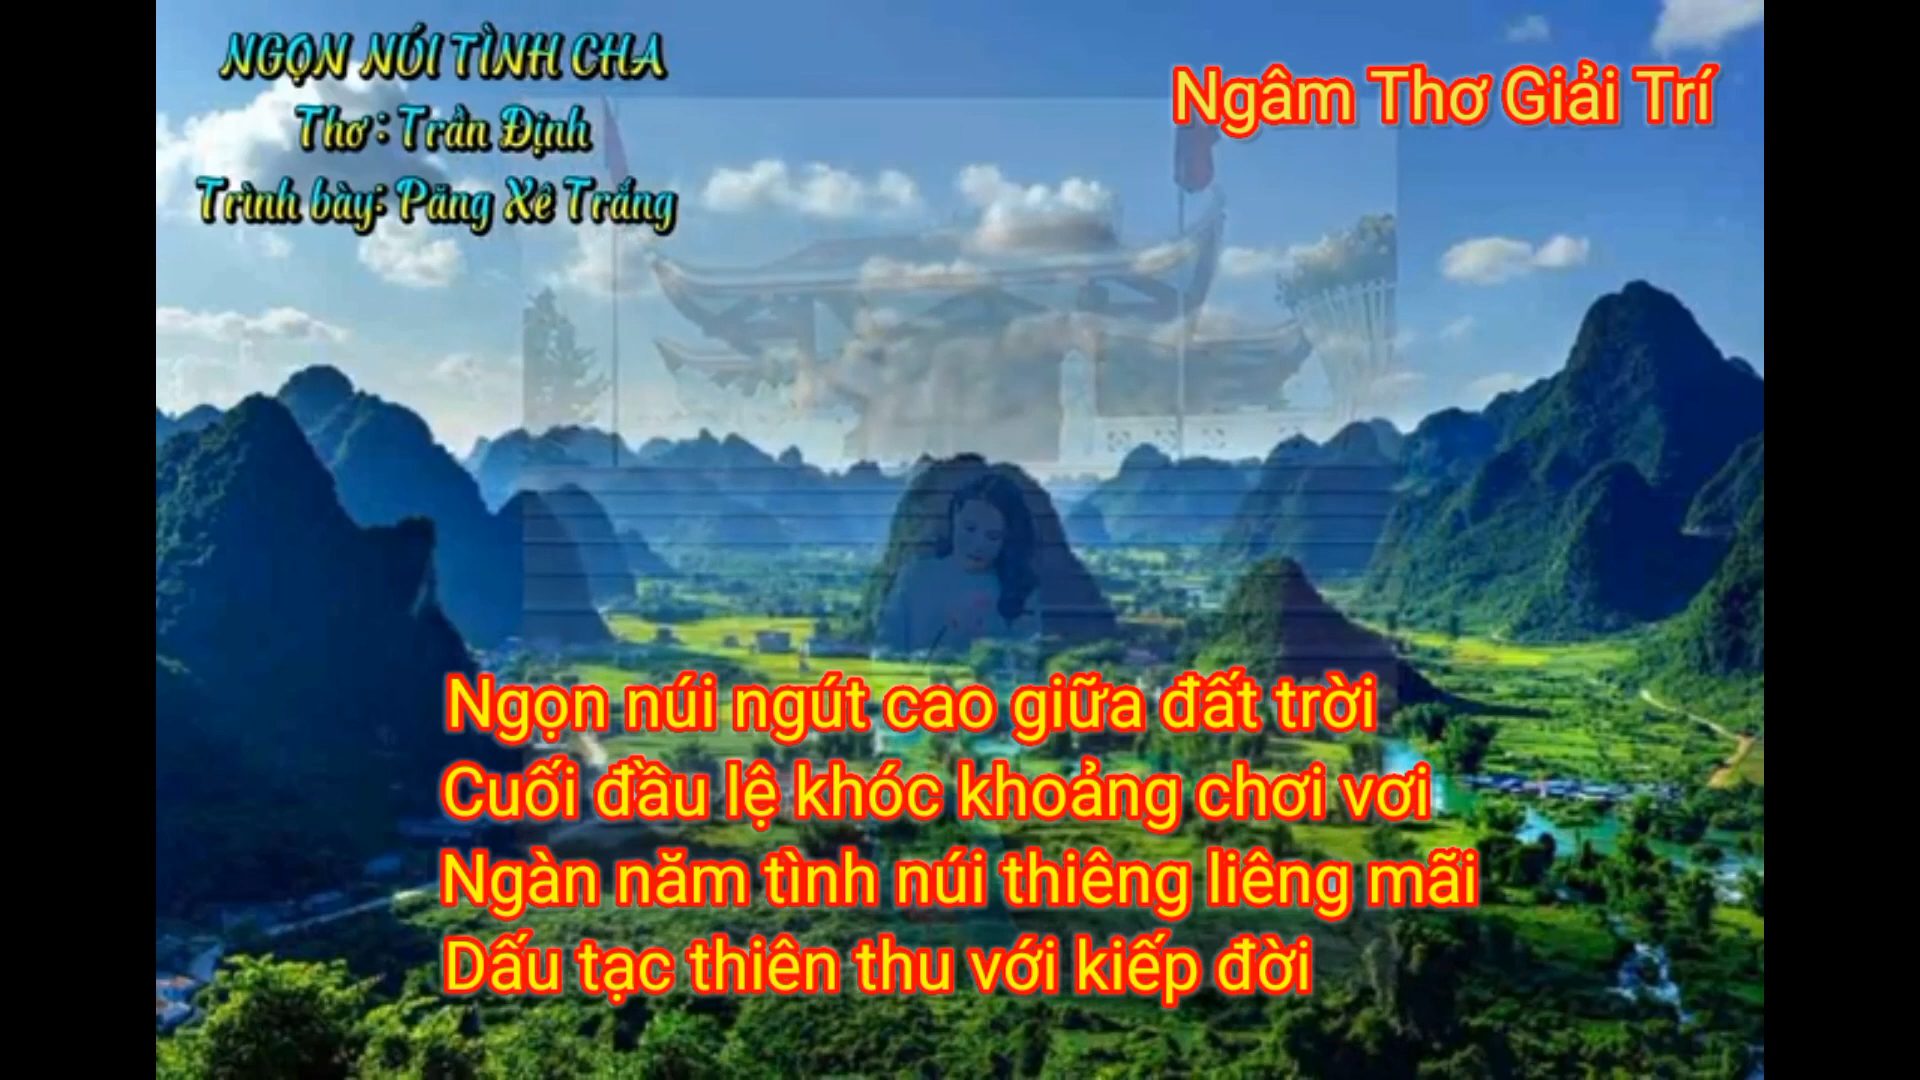 NGỌN NÚI TÌNH CHA
Thơ : Trần Định
Trình bày: Păng Xê Trắng
Ngâm Thơ Giải Trí
Ngọn núi ngút cao giữa đất trời
Cuối đầu lệ khóc khoảng chơi vơi
Ngàn năm tình núi thiêng liêng mãi
Dấu tạc thiên thu với kiếp đời